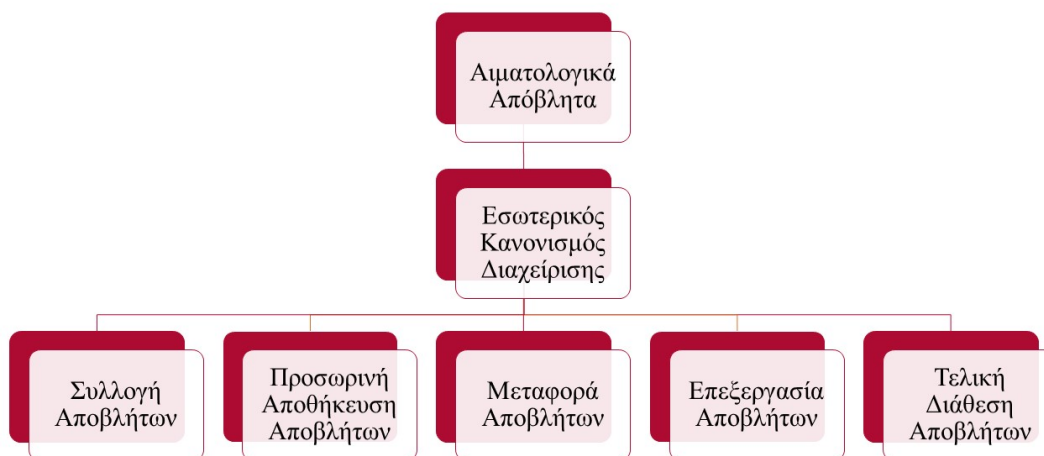 Αιματολογικά
Απόβλητα
Εσωτερικός
Κανονισμός
Διαχείρισης
Συλλογή
Αποβλήτων
Προσωρινή
Αποθήκευση
Αποβλήτων
Μεταφορά
Αποβλήτων
Επεξεργασία
Αποβλήτων
Τελική
Διάθεση
Αποβλήτων